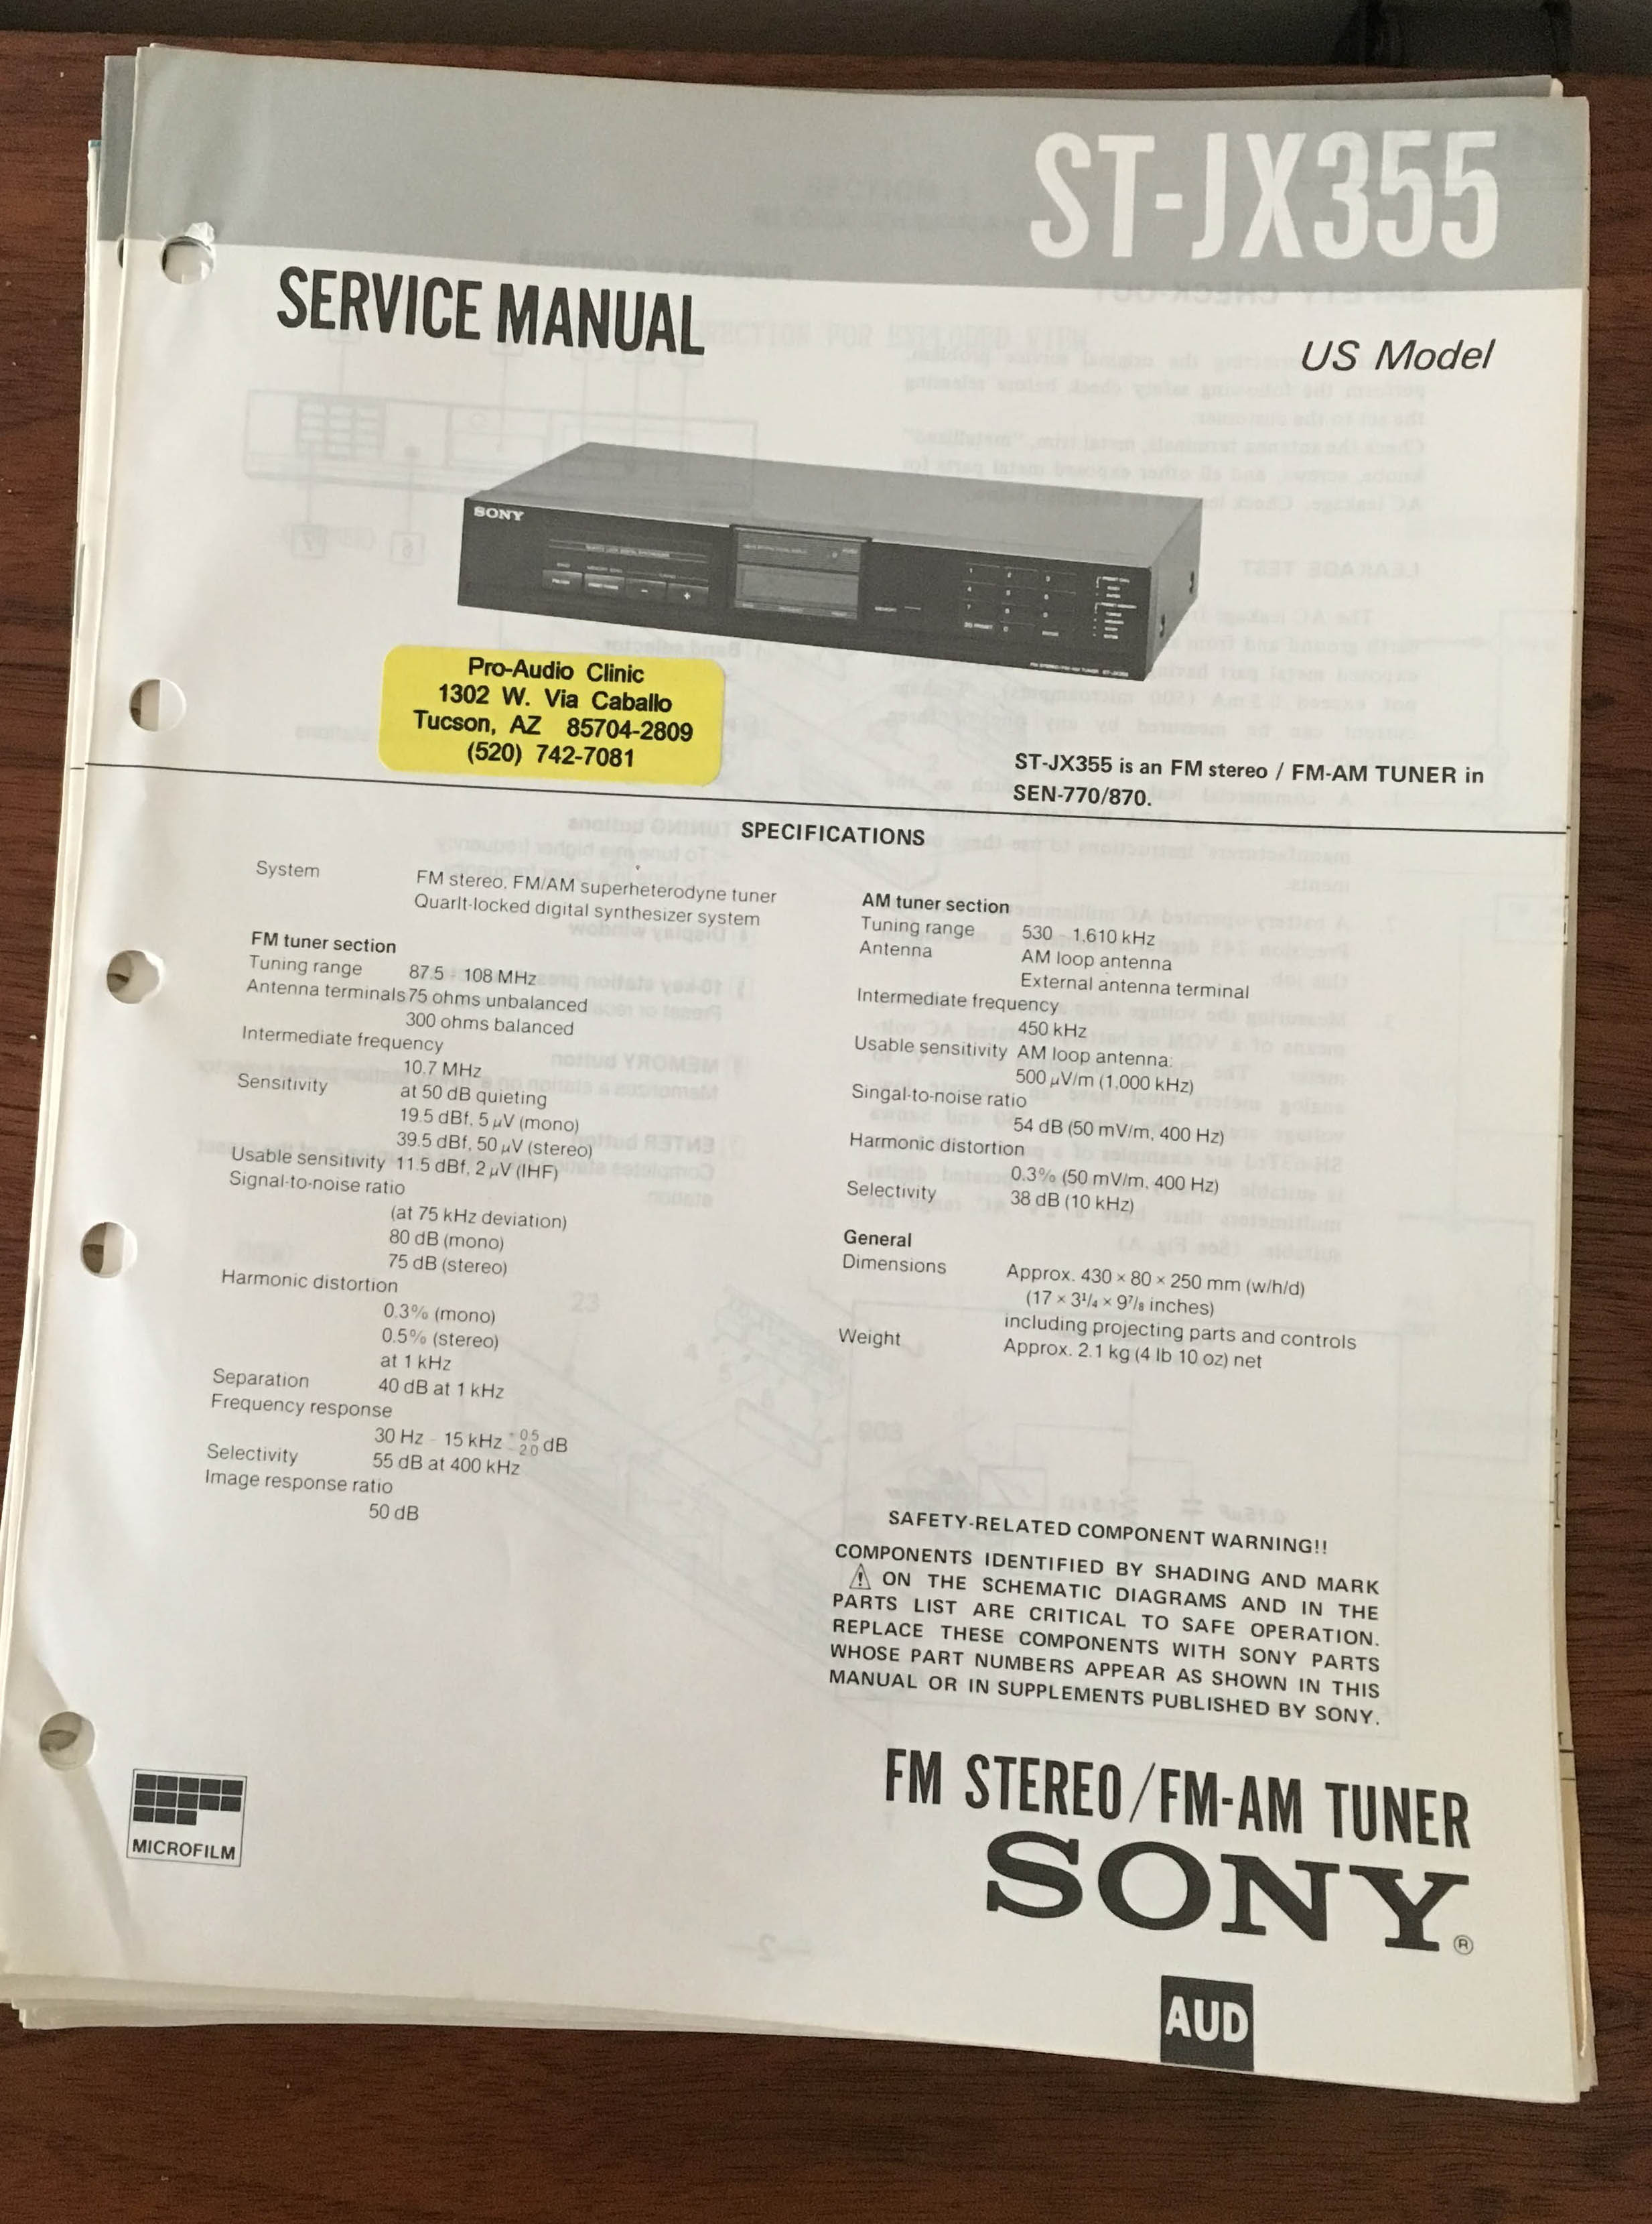 ST-JX355
SERVICE MANUAL
US Model
SONY
Pro-Audio Clinic
1302 W. Via Caballo
Tucson, AZ 85704-2809
(520) 742-7081
ST-JX355 is an FM stereo / FM-AM TUNER in
SEN-770/870.
SPECIFICATIONS
System
FM stereo, FM/AM superheterodyne tuner
Quarlt-locked digital synthesizer system
FM tuner section
Tuning range 87.5 - 108 MHz
Antenna terminals 75 ohms unbalanced
300 ohms balanced
Intermediate frequency
10.7 MHz
Sensitivity at 50 dB quieting
19.5 dBf, 5 μV (mono)
39.5 dBf, 50 μV (stereo)
Usable sensitivity 11.5 dBf, 2 μV (IHF)
Signal-to-noise ratio
(at 75 kHz deviation)
80 dB (mono)
75 dB (stereo)
Harmonic distortion
0.3% (mono)
0.5% (stereo)
at 1 kHz
Separation 40 dB at 1 kHz
Frequency response
30 Hz - 15 kHz +0.5 -2.0 dB
Selectivity 55 dB at 400 kHz
Image response ratio
50 dB
AM tuner section
Tuning range 530 - 1,610 kHz
Antenna AM loop antenna
External antenna terminal
Intermediate frequency
450 kHz
Usable sensitivity AM loop antenna:
500 μV/m (1,000 kHz)
Singal-to-noise ratio
54 dB (50 mV/m, 400 Hz)
Harmonic distortion
0.3% (50 mV/m, 400 Hz)
Selectivity 38 dB (10 kHz)
General
Dimensions Approx. 430 × 80 × 250 mm (w/h/d)
(17 × 3 1/4 × 9 7/8 inches)
including projecting parts and controls
Weight Approx. 2.1 kg (4 lb 10 oz) net
SAFETY-RELATED COMPONENT WARNING!!
COMPONENTS IDENTIFIED BY SHADING AND MARK
⚠ ON THE SCHEMATIC DIAGRAMS AND IN THE
PARTS LIST ARE CRITICAL TO SAFE OPERATION.
REPLACE THESE COMPONENTS WITH SONY PARTS
WHOSE PART NUMBERS APPEAR AS SHOWN IN THIS
MANUAL OR IN SUPPLEMENTS PUBLISHED BY SONY.
MICROFILM
FM STEREO/FM-AM TUNER
SONY®
AUD